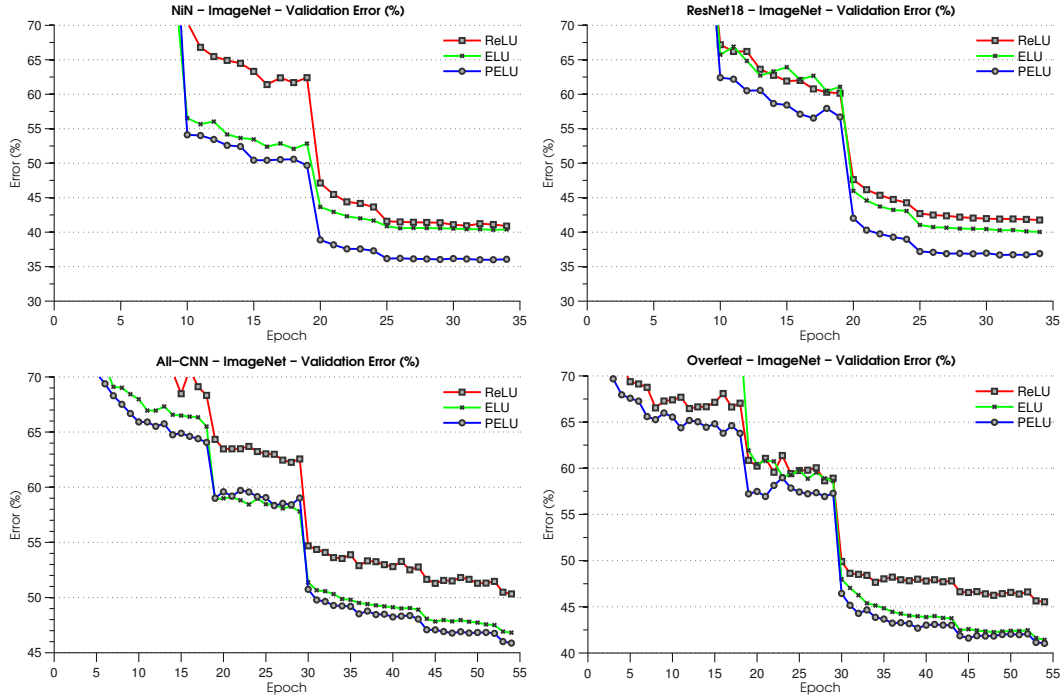 NiN – ImageNet – Validation Error (%)
70
65
60
55
50
45
40
35
30
Error (%)
0 5 10 15 20 25 30 35
Epoch
ReLU
ELU
PELU
ResNet18 – ImageNet – Validation Error (%)
70
65
60
55
50
45
40
35
30
Error (%)
0 5 10 15 20 25 30 35
Epoch
ReLU
ELU
PELU
All–CNN – ImageNet – Validation Error (%)
70
65
60
55
50
45
Error (%)
0 5 10 15 20 25 30 35 40 45 50 55
Epoch
ReLU
ELU
PELU
Overfeat – ImageNet – Validation Error (%)
70
65
60
55
50
45
40
Error (%)
0 5 10 15 20 25 30 35 40 45 50 55
Epoch
ReLU
ELU
PELU